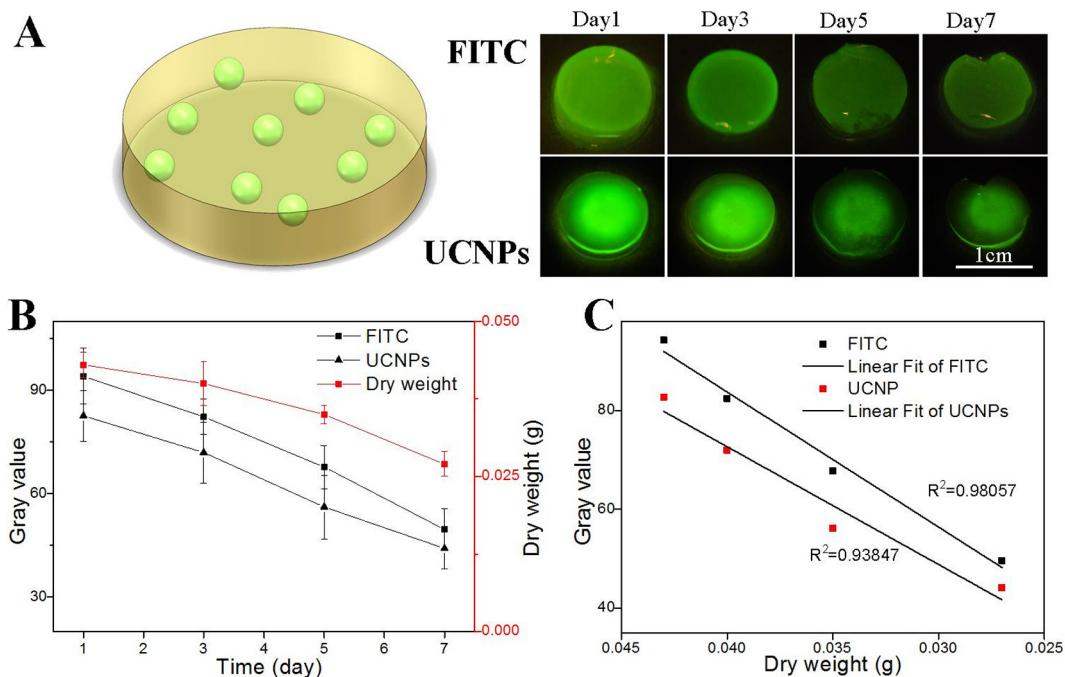 A
Day1 Day3 Day5 Day7
FITC
UCNPs
1cm
B
FITC
UCNPs
Dry weight
0.050
0.025
0.000
Dry weight (g)
90
60
30
Gray value
1 2 3 4 5 6 7
Time (day)
C
FITC
Linear Fit of FITC
UCNP
Linear Fit of UCNPs
R²=0.98057
R²=0.93847
80
60
40
Gray value
0.045 0.040 0.035 0.030 0.025
Dry weight (g)